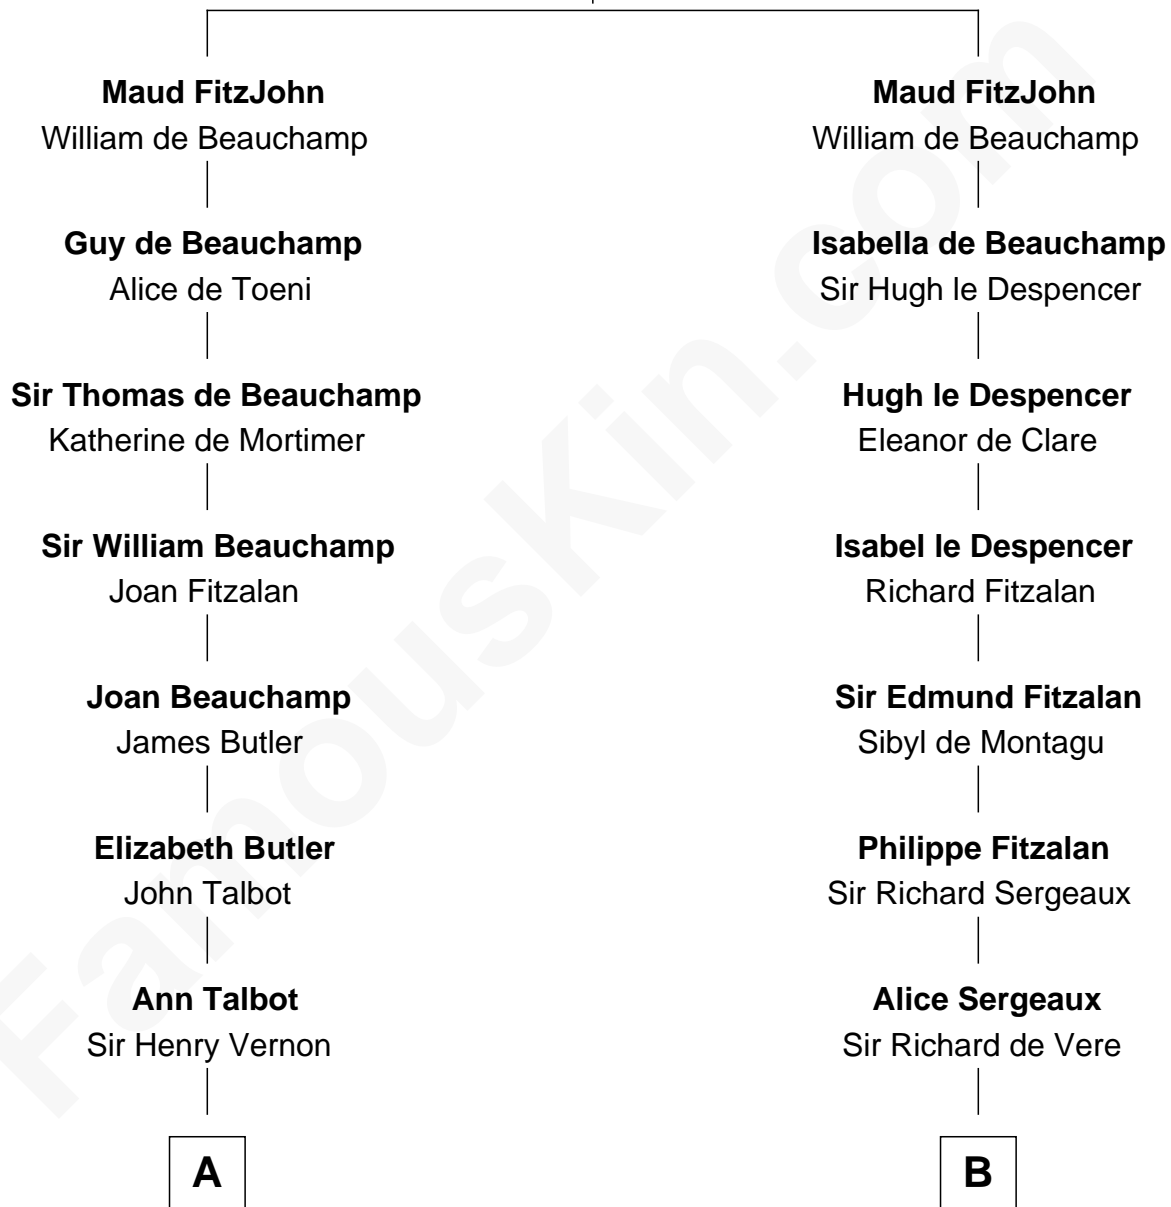 Maud FitzJohn
William de Beauchamp
Guy de Beauchamp
Alice de Toeni
Sir Thomas de Beauchamp
Katherine de Mortimer
Sir William Beauchamp
Joan Fitzalan
Joan Beauchamp
James Butler
Elizabeth Butler
John Talbot
Ann Talbot
Sir Henry Vernon
A
Maud FitzJohn
William de Beauchamp
Isabella de Beauchamp
Sir Hugh le Despencer
Hugh le Despencer
Eleanor de Clare
Isabel le Despencer
Richard Fitzalan
Sir Edmund Fitzalan
Sibyl de Montagu
Philippe Fitzalan
Sir Richard Sergeaux
Alice Sergeaux
Sir Richard de Vere
B
FamousKin.com